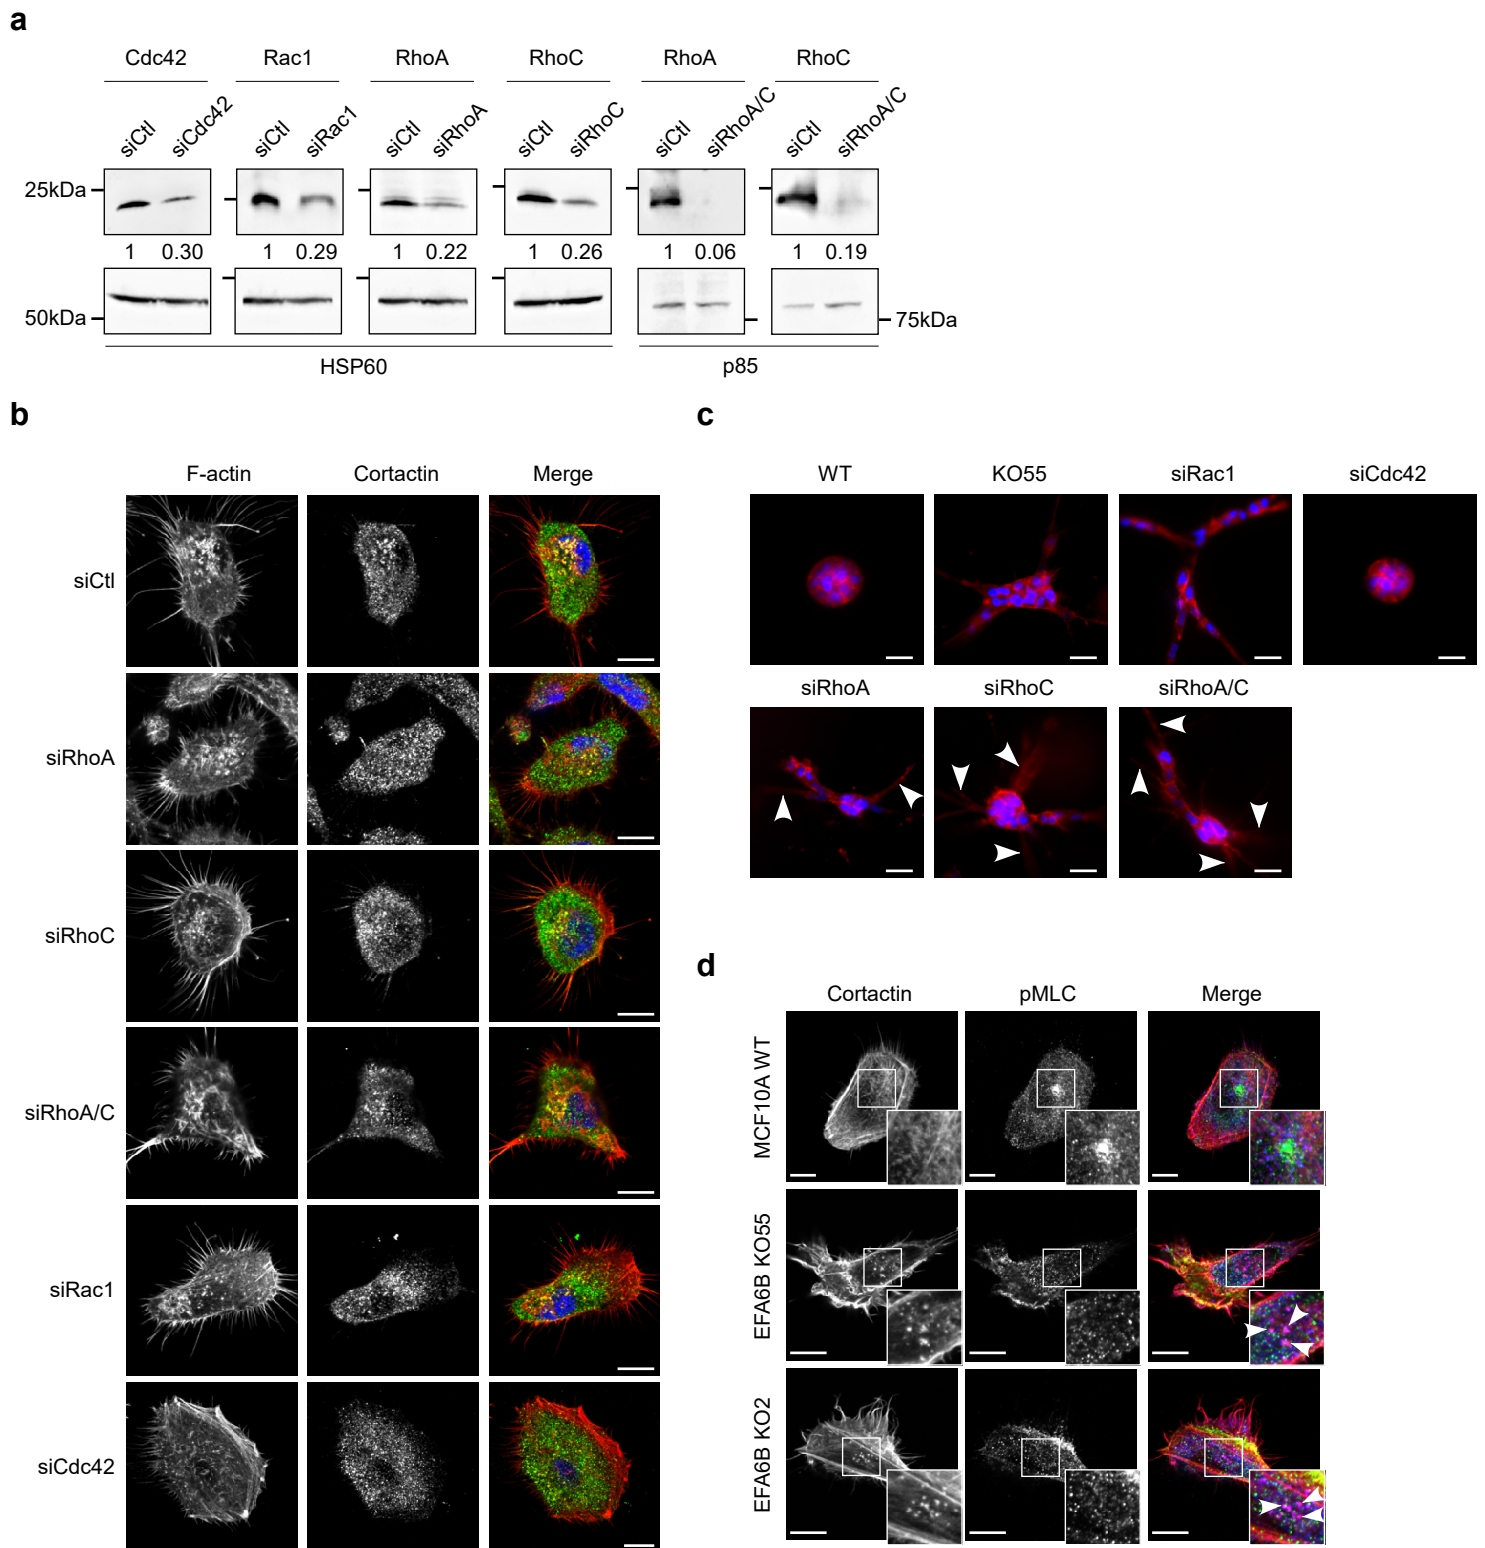 a
Cdc42 Rac1 RhoA RhoC RhoA RhoC
siCtl siCdc42 siCtl siRac1 siCtl siRhoA siCtl siRhoC siCtl siRhoA/C siCtl siRhoA/C
25kDa
1 0.30 1 0.29 1 0.22 1 0.26 1 0.06 1 0.19
50kDa 75kDa
HSP60 p85
b
F-actin Cortactin Merge
siCtl
siRhoA
siRhoC
siRhoA/C
siRac1
siCdc42
c
WT KO55 siRac1 siCdc42
siRhoA siRhoC siRhoA/C
d
Cortactin pMLC Merge
MCF10A WT
EFA6B KO55
EFA6B KO2